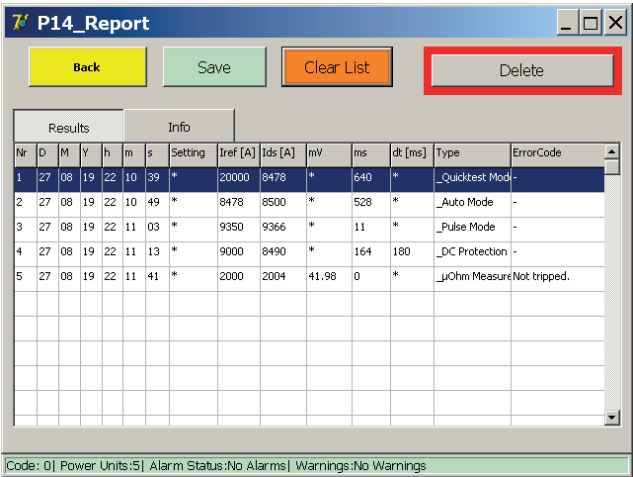 P14_Report
Back Save Clear List Delete
Results Info
Nr D M Y h m s Setting Iref [A] Ids [A] mV ms dt [ms] Type ErrorCode
1 27 08 19 22 10 39 * 20000 8478 * 640 * _Quicktest Mod -
2 27 08 19 22 10 49 * 8478 8500 * 528 * _Auto Mode -
3 27 08 19 22 11 03 * 9350 9366 * 11 * _Pulse Mode -
4 27 08 19 22 11 13 * 9000 8490 * 164 180 _DC Protection -
5 27 08 19 22 11 41 * 2000 2004 41.98 0 * _µOhm Measure Not tripped.
Code: 0| Power Units:5| Alarm Status:No Alarms| Warnings:No Warnings